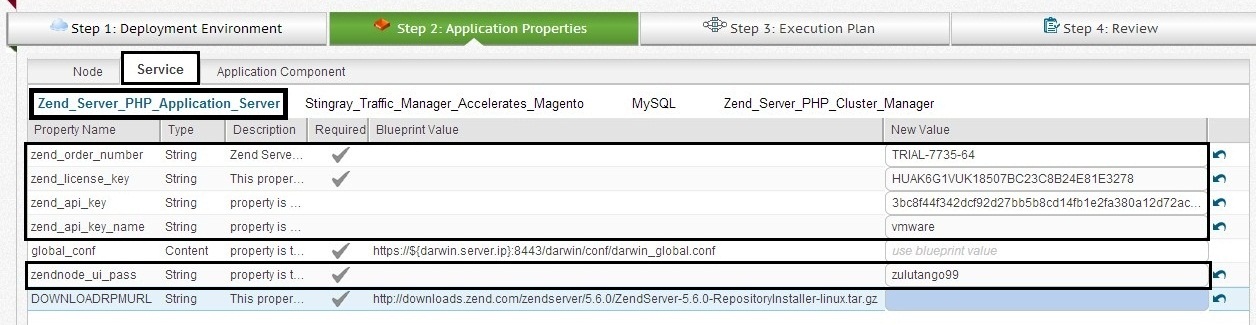 Step 1: Deployment Environment Step 2: Application Properties Step 3: Execution Plan Step 4: Review
Node Service Application Component
Zend_Server_PHP_Application_Server Stingray_Traffic_Manager_Accelerates_Magento MySQL Zend_Server_PHP_Cluster_Manager
Property Name Type Description Required Blueprint Value New Value
zend_order_number String Zend Serve... TRIAL-7735-64
zend_license_key String This proper... HUAK6G1VUK18507BC23C8B24E81E3278
zend_api_key String property is ... 3bc8f44f342dcf92d27bb5b8cd14fb1e2fa380a12d72ac...
zend_api_key_name String property is ... vmware
global_conf Content property is t... https://${darwin.server.ip}:8443/darwin/conf/darwin_global.conf use blueprint value
zendnode_ui_pass String property is t... zulutango99
DOWNLOADRPMURL String This proper... http://downloads.zend.com/zendserver/5.6.0/ZendServer-5.6.0-RepositoryInstaller-linux.tar.gz